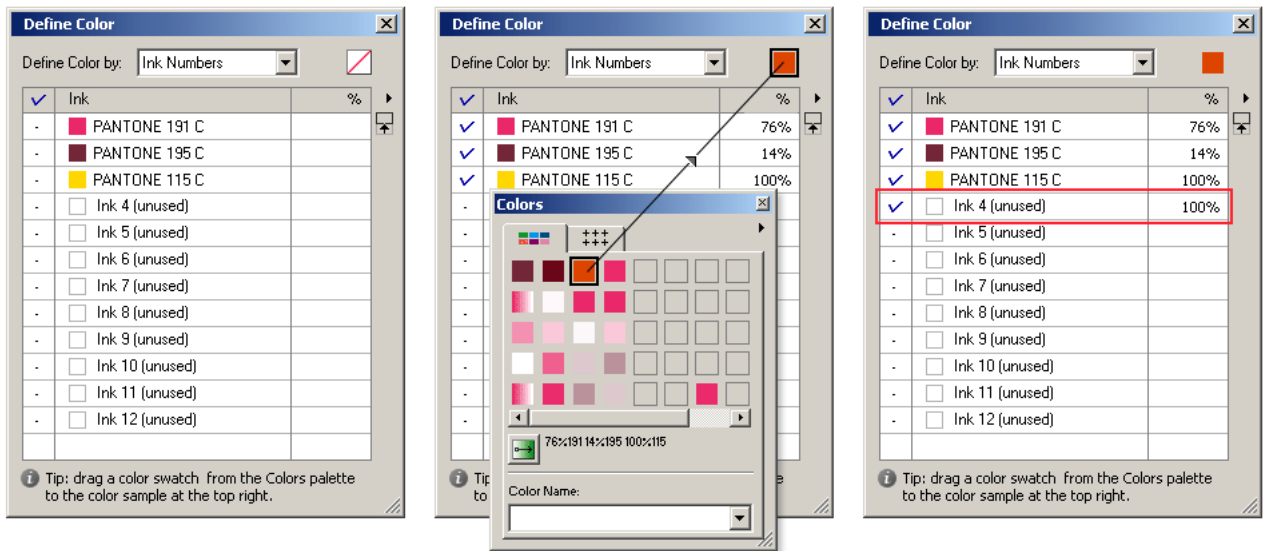 Define Color
Define Color by: Ink Numbers
Ink %
PANTONE 191 C
PANTONE 195 C
PANTONE 115 C
Ink 4 (unused)
Ink 5 (unused)
Ink 6 (unused)
Ink 7 (unused)
Ink 8 (unused)
Ink 9 (unused)
Ink 10 (unused)
Ink 11 (unused)
Ink 12 (unused)
Tip: drag a color swatch from the Colors palette
to the color sample at the top right.
Define Color
Define Color by: Ink Numbers
Ink %
PANTONE 191 C 76%
PANTONE 195 C 14%
PANTONE 115 C 100%
Colors
76%191 14%195 100%115
Color Name:
to
Define Color
Define Color by: Ink Numbers
Ink %
PANTONE 191 C 76%
PANTONE 195 C 14%
PANTONE 115 C 100%
Ink 4 (unused) 100%
Ink 5 (unused)
Ink 6 (unused)
Ink 7 (unused)
Ink 8 (unused)
Ink 9 (unused)
Ink 10 (unused)
Ink 11 (unused)
Ink 12 (unused)
Tip: drag a color swatch from the Colors palette
to the color sample at the top right.